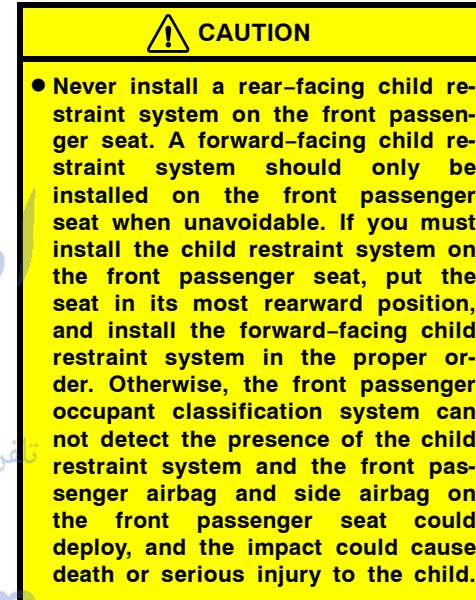 CAUTION
● Never install a rear–facing child re-
straint system on the front passen-
ger seat. A forward–facing child re-
straint system should only be
installed on the front passenger
seat when unavoidable. If you must
install the child restraint system on
the front passenger seat, put the
seat in its most rearward position,
and install the forward–facing child
restraint system in the proper or-
der. Otherwise, the front passenger
occupant classification system can
not detect the presence of the child
restraint system and the front pas-
senger airbag and side airbag on
the front passenger seat could
deploy, and the impact could cause
death or serious injury to the child.